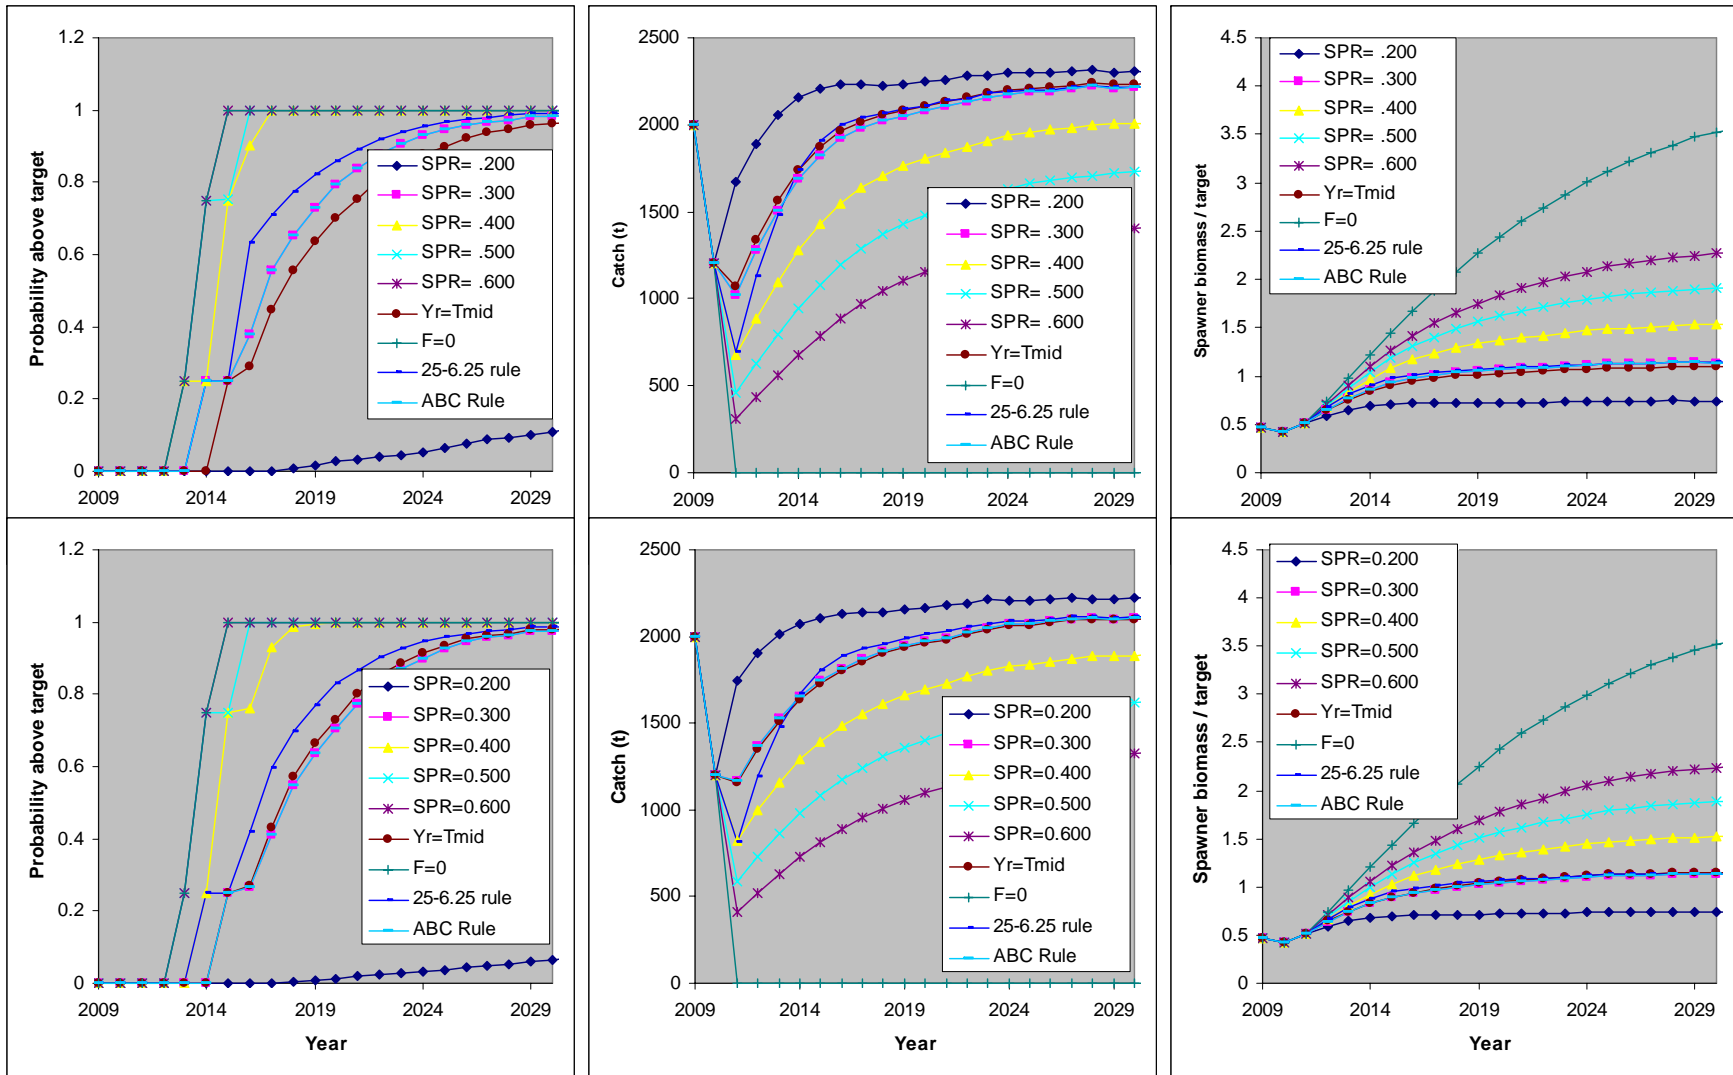 Probability above target
1.2
1
0.8
0.6
0.4
0.2
0
2009 2014 2019 2024 2029
SPR= .200
SPR= .300
SPR= .400
SPR= .500
SPR= .600
Yr=Tmid
F=0
25-6.25 rule
ABC Rule
Catch (t)
2500
2000
1500
1000
500
0
2009 2014 2019 2024 2029
SPR= .200
SPR= .300
SPR= .400
SPR= .500
SPR= .600
Yr=Tmid
F=0
25-6.25 rule
ABC Rule
Spawner biomass / target
4.5
4
3.5
3
2.5
2
1.5
1
0.5
0
2009 2014 2019 2024 2029
SPR= .200
SPR= .300
SPR= .400
SPR= .500
SPR= .600
Yr=Tmid
F=0
25-6.25 rule
ABC Rule
Probability above target
1.2
1
0.8
0.6
0.4
0.2
0
2009 2014 2019 2024 2029
Year
SPR=0.200
SPR=0.300
SPR=0.400
SPR=0.500
SPR=0.600
Yr=Tmid
F=0
25-6.25 rule
ABC Rule
Catch (t)
2500
2000
1500
1000
500
0
2009 2014 2019 2024 2029
Year
SPR=0.200
SPR=0.300
SPR=0.400
SPR=0.500
SPR=0.600
Yr=Tmid
F=0
25-6.25 rule
ABC Rule
Spawner biomass / target
4.5
4
3.5
3
2.5
2
1.5
1
0.5
0
2009 2014 2019 2024 2029
Year
SPR=0.200
SPR=0.300
SPR=0.400
SPR=0.500
SPR=0.600
Yr=Tmid
F=0
25-6.25 rule
ABC Rule